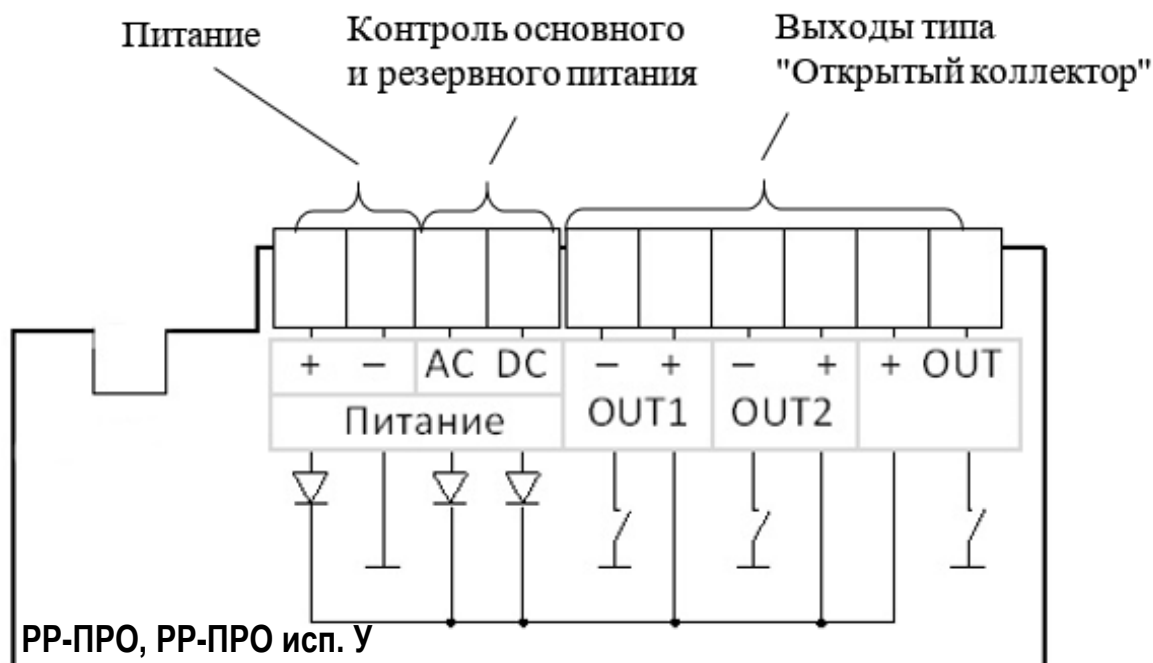 Питание
Контроль основного
и резервного питания
Выходы типа
"Открытый коллектор"
+ − AC DC − + − + + OUT
Питание OUT1 OUT2
РР-ПРО, РР-ПРО исп. У